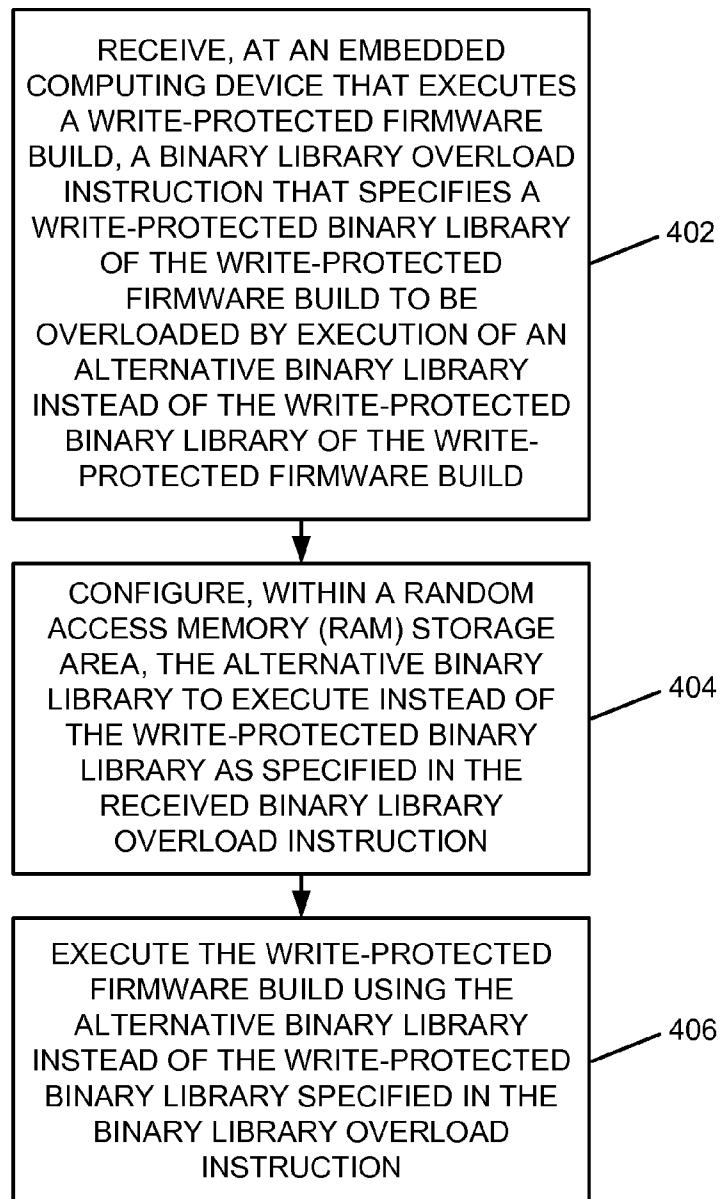 RECEIVE, AT AN EMBEDDED
COMPUTING DEVICE THAT EXECUTES
A WRITE-PROTECTED FIRMWARE
BUILD, A BINARY LIBRARY OVERLOAD
INSTRUCTION THAT SPECIFIES A
WRITE-PROTECTED BINARY LIBRARY
OF THE WRITE-PROTECTED
FIRMWARE BUILD TO BE
OVERLOADED BY EXECUTION OF AN
ALTERNATIVE BINARY LIBRARY
INSTEAD OF THE WRITE-PROTECTED
BINARY LIBRARY OF THE WRITE-
PROTECTED FIRMWARE BUILD
402
CONFIGURE, WITHIN A RANDOM
ACCESS MEMORY (RAM) STORAGE
AREA, THE ALTERNATIVE BINARY
LIBRARY TO EXECUTE INSTEAD OF
THE WRITE-PROTECTED BINARY
LIBRARY AS SPECIFIED IN THE
RECEIVED BINARY LIBRARY
OVERLOAD INSTRUCTION
404
EXECUTE THE WRITE-PROTECTED
FIRMWARE BUILD USING THE
ALTERNATIVE BINARY LIBRARY
INSTEAD OF THE WRITE-PROTECTED
BINARY LIBRARY SPECIFIED IN THE
BINARY LIBRARY OVERLOAD
INSTRUCTION
406